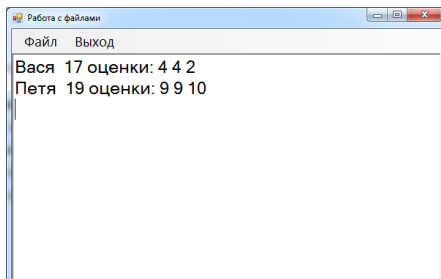 Работа с файлами
Файл Выход
Вася 17 оценки: 4 4 2
Петя 19 оценки: 9 9 10